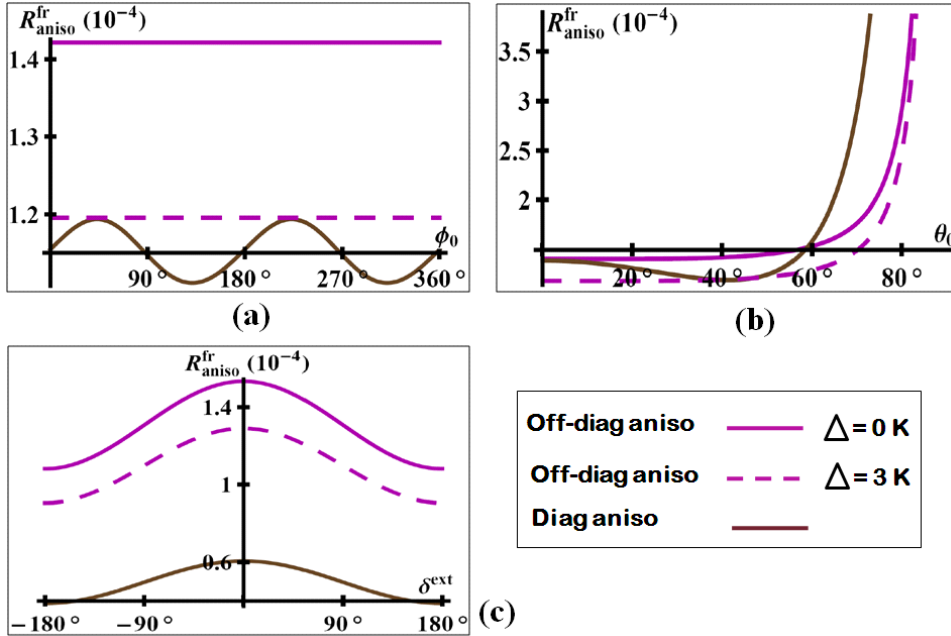 R_aniso^fr (10⁻⁴)
1.4
1.3
1.2
ϕ₀
90° 180° 270° 360°
(a)
R_aniso^fr (10⁻⁴)
3.5
3
2.5
2
θ₀
20° 40° 60° 80°
(b)
R_aniso^fr (10⁻⁴)
1.4
1
0.6
δ^ext
−180° −90° 90° 180°
(c)
Off-diag aniso Δ = 0 K
Off-diag aniso Δ = 3 K
Diag aniso